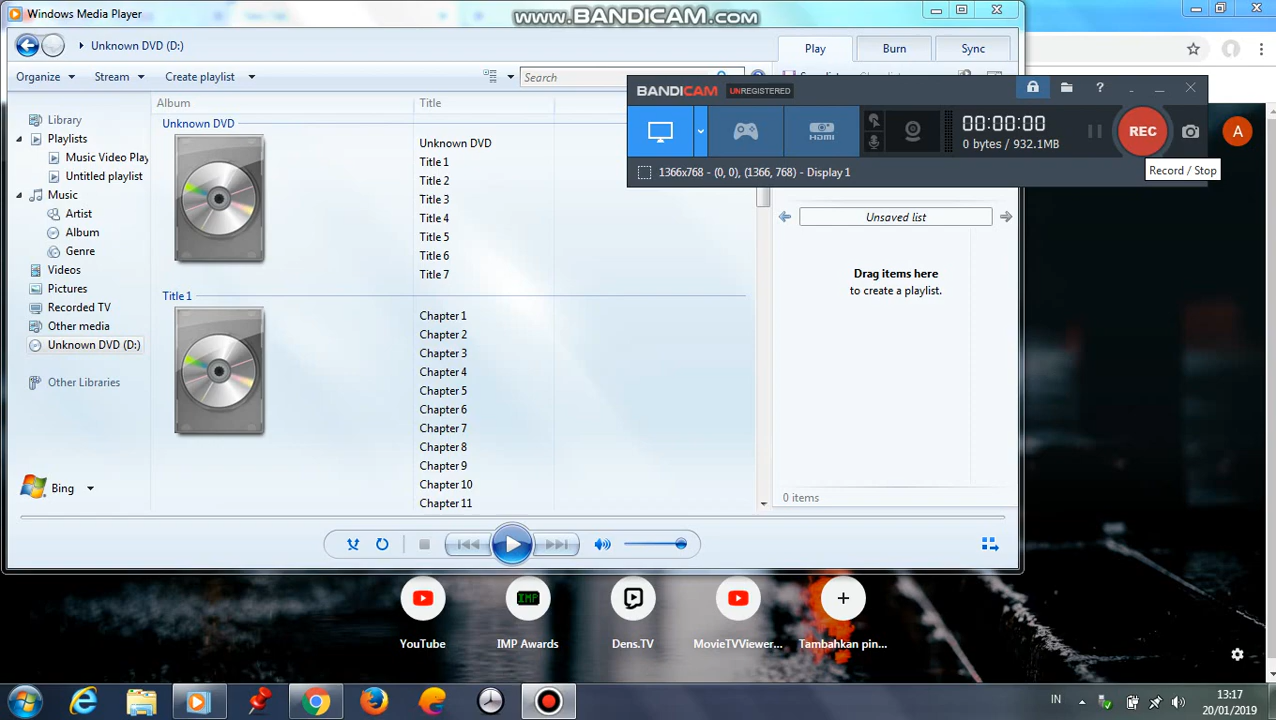 Windows Media Player
www.BANDICAM.com
Unknown DVD (D:)
Play
Burn
Sync
Organize
Stream
Create playlist
Search
BANDICAM
UNREGISTERED
00:00:00
0 bytes / 932.1MB
REC
1366x768 - (0, 0), (1366, 768) - Display 1
Record / Stop
A
HDMI
Album
Title
Library
Playlists
Music Video Play
Untitled playlist
Music
Artist
Album
Genre
Videos
Pictures
Recorded TV
Other media
Unknown DVD (D:)
Other Libraries
Bing
Unknown DVD
Unknown DVD
Title 1
Title 2
Title 3
Title 4
Title 5
Title 6
Title 7
Title 1
Chapter 1
Chapter 2
Chapter 3
Chapter 4
Chapter 5
Chapter 6
Chapter 7
Chapter 8
Chapter 9
Chapter 10
Chapter 11
Unsaved list
Drag items here
to create a playlist.
0 items
IMP
YouTube
IMP Awards
Dens.TV
MovieTVViewer...
Tambahkan pin...
IN
13:17
20/01/2019